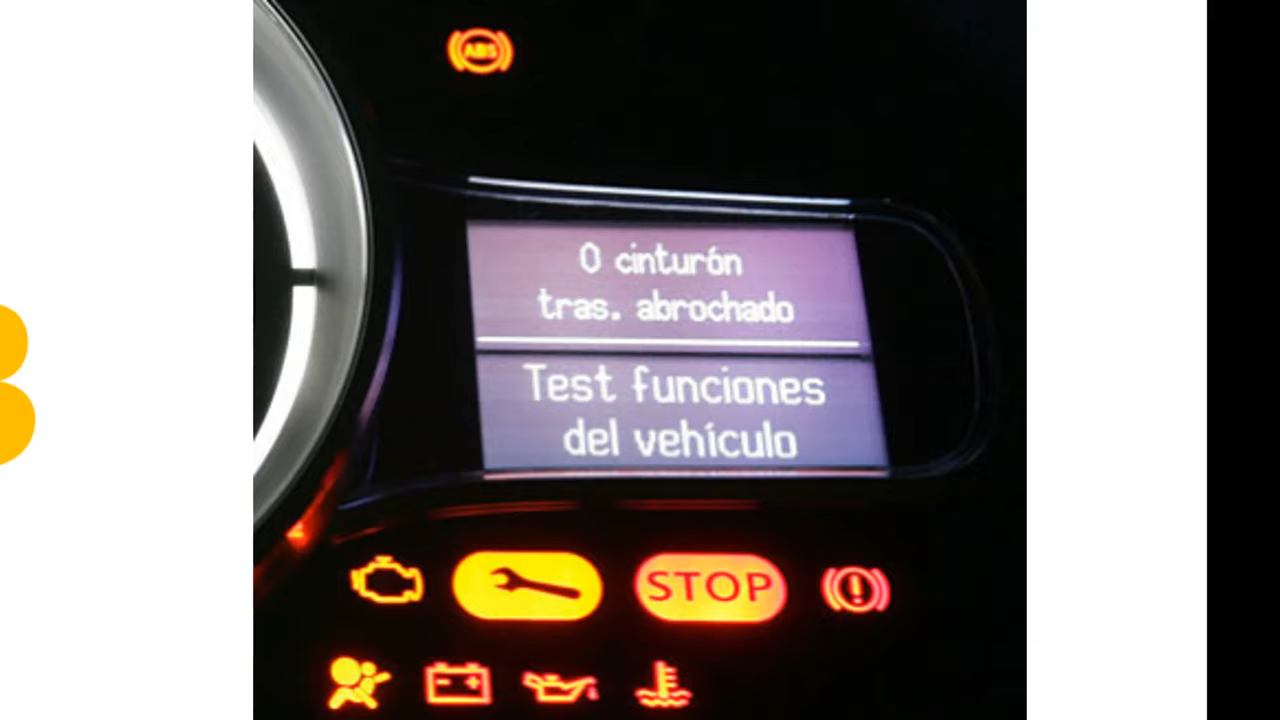 ABS
0 cinturón
tras. abrochado
Test funciones
del vehículo
STOP